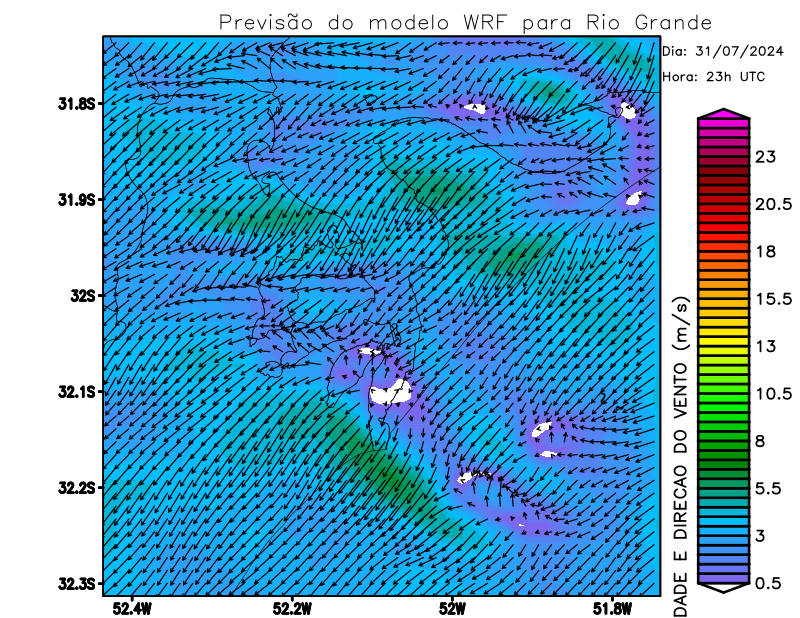 Previsão do modelo WRF para Rio Grande
Dia: 31/07/2024
Hora: 23h UTC
31.8S
31.9S
32S
32.1S
32.2S
32.3S
52.4W
52.2W
52W
51.8W
23
20.5
18
15.5
13
10.5
8
5.5
3
0.5
DADE E DIRECAO DO VENTO (m/s)